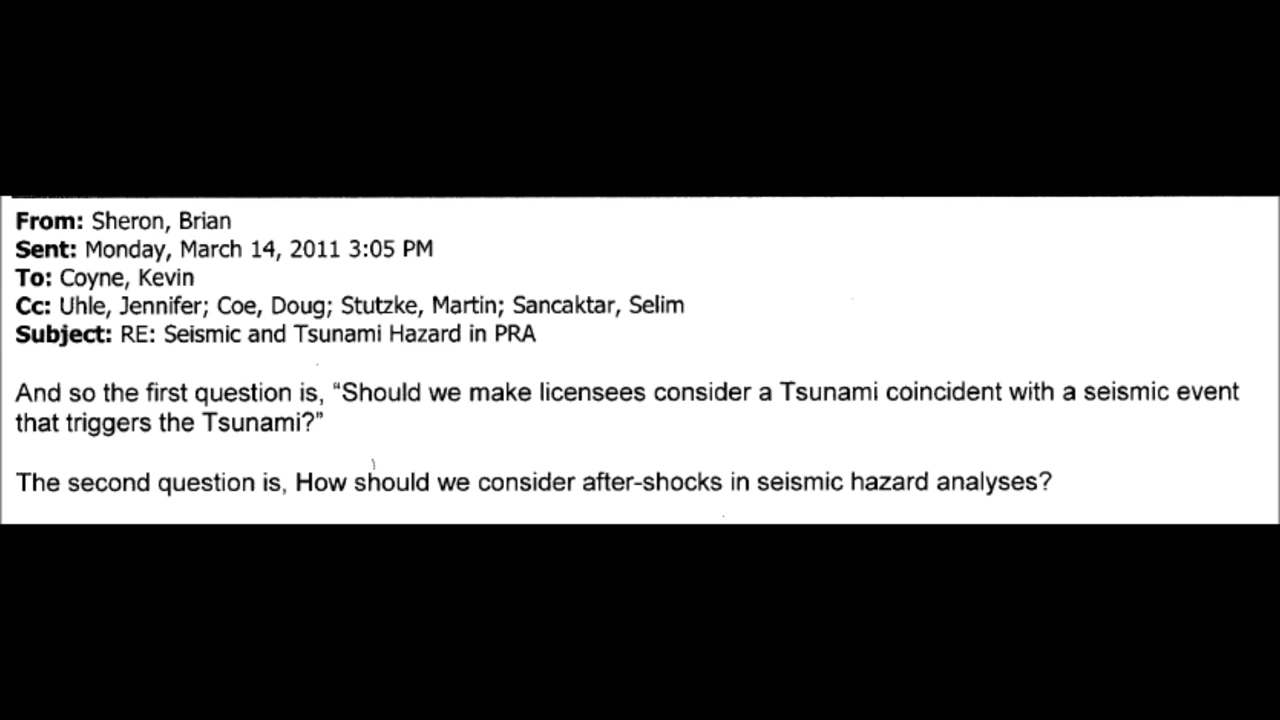 From: Sheron, Brian
Sent: Monday, March 14, 2011 3:05 PM
To: Coyne, Kevin
Cc: Uhle, Jennifer; Coe, Doug; Stutzke, Martin; Sancaktar, Selim
Subject: RE: Seismic and Tsunami Hazard in PRA
And so the first question is, “Should we make licensees consider a Tsunami coincident with a seismic event
that triggers the Tsunami?”
The second question is, How should we consider after-shocks in seismic hazard analyses?